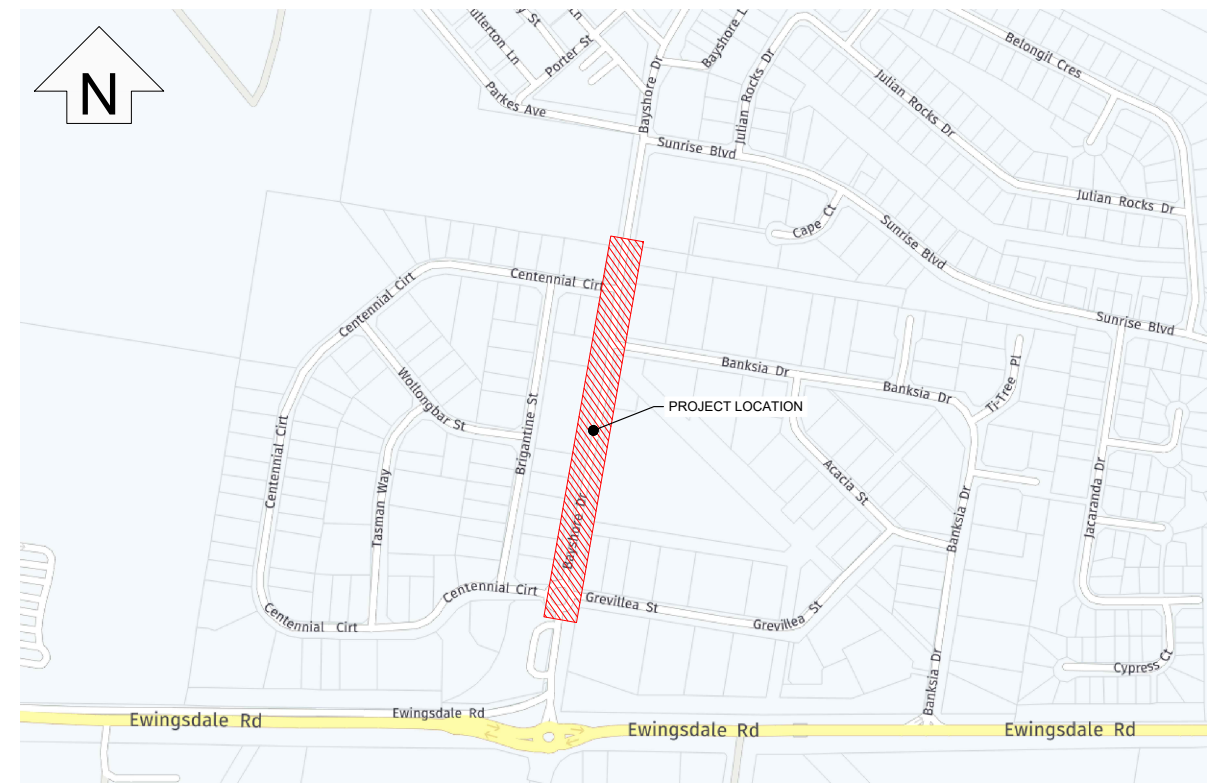 N
Bayshore Dr
Porter St
Parkes Ave
Julian Rocks Dr
Belongil Cres
Julian Rocks Dr
Bayshore Dr
Sunrise Blvd
Julian Rocks Dr
Cape Ct
Sunrise Blvd
Centennial Cirt
Centennial Cirt
Sunrise Blvd
Banksia Dr
Banksia Dr
Ti-Tree Pl
Wollongbar St
PROJECT LOCATION
Brigantine St
Centennial Cirt
Tasman Way
Acacia St
Jacaranda Dr
Banksia Dr
Bayshore Dr
Centennial Cirt
Grevillea St
Centennial Cirt
Grevillea St
Cypress Ct
Banksia Dr
Ewingsdale Rd
Ewingsdale Rd
Ewingsdale Rd
Ewingsdale Rd